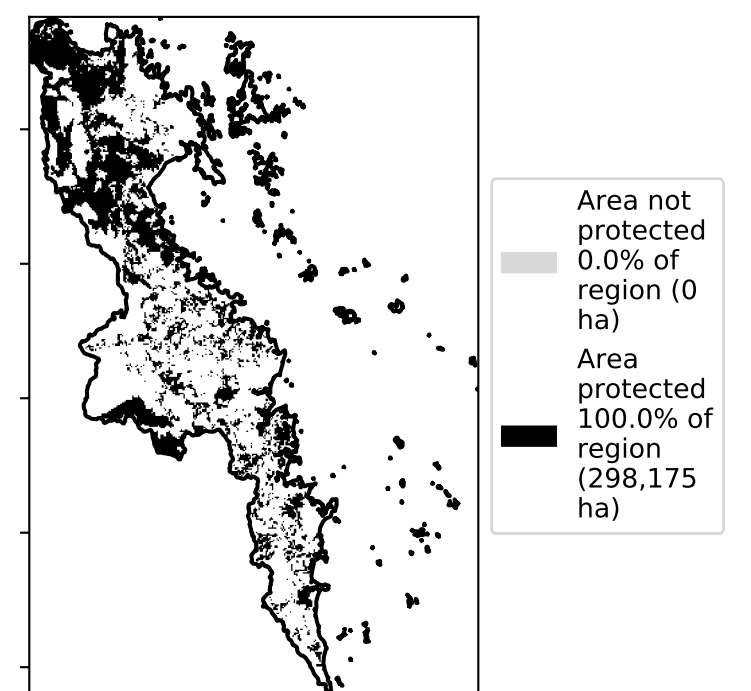 Area not
protected
0.0% of
region (0
ha)
Area
protected
100.0% of
region
(298,175
ha)